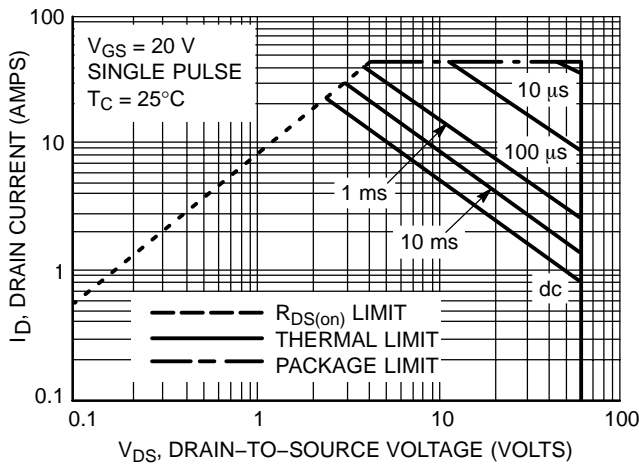 100
10
1
0.1
I_D, DRAIN CURRENT (AMPS)
V_GS = 20 V
SINGLE PULSE
T_C = 25°C
10 µs
100 µs
1 ms
10 ms
dc
R_DS(on) LIMIT
THERMAL LIMIT
PACKAGE LIMIT
0.1 1 10 100
V_DS, DRAIN−TO−SOURCE VOLTAGE (VOLTS)